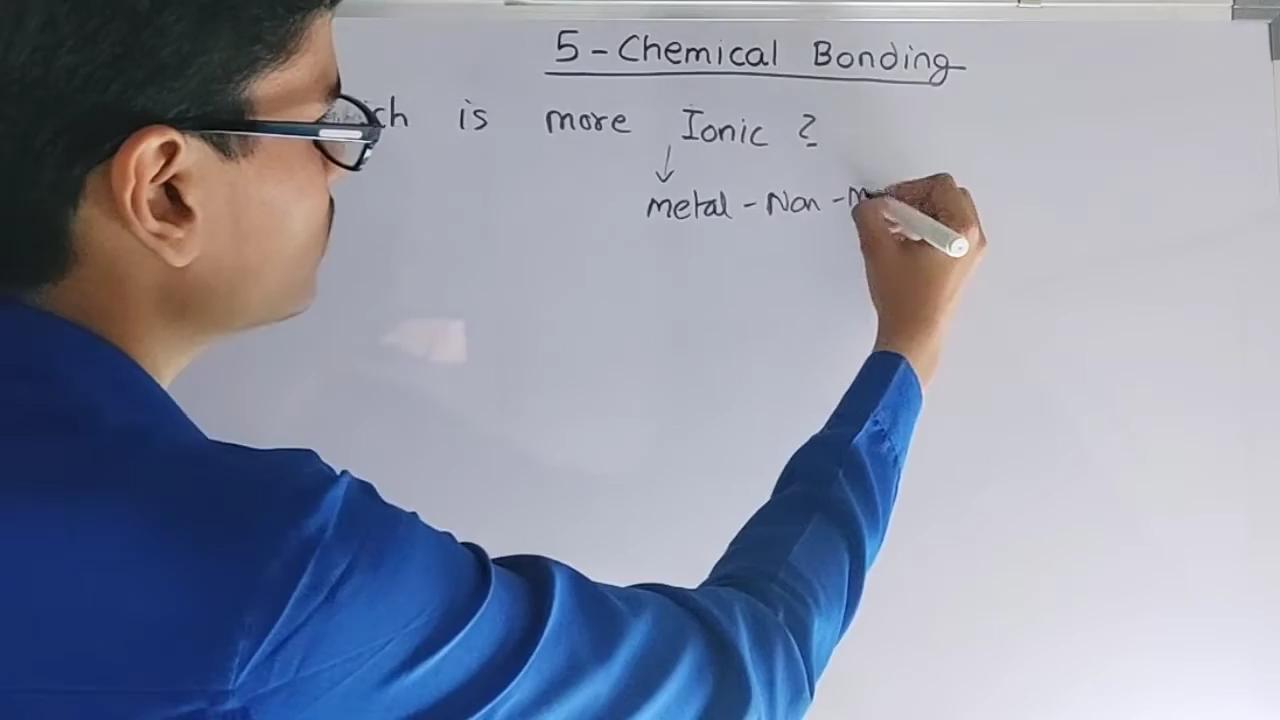 5 - Chemical Bonding
ch is more Ionic ?
metal - Non - M